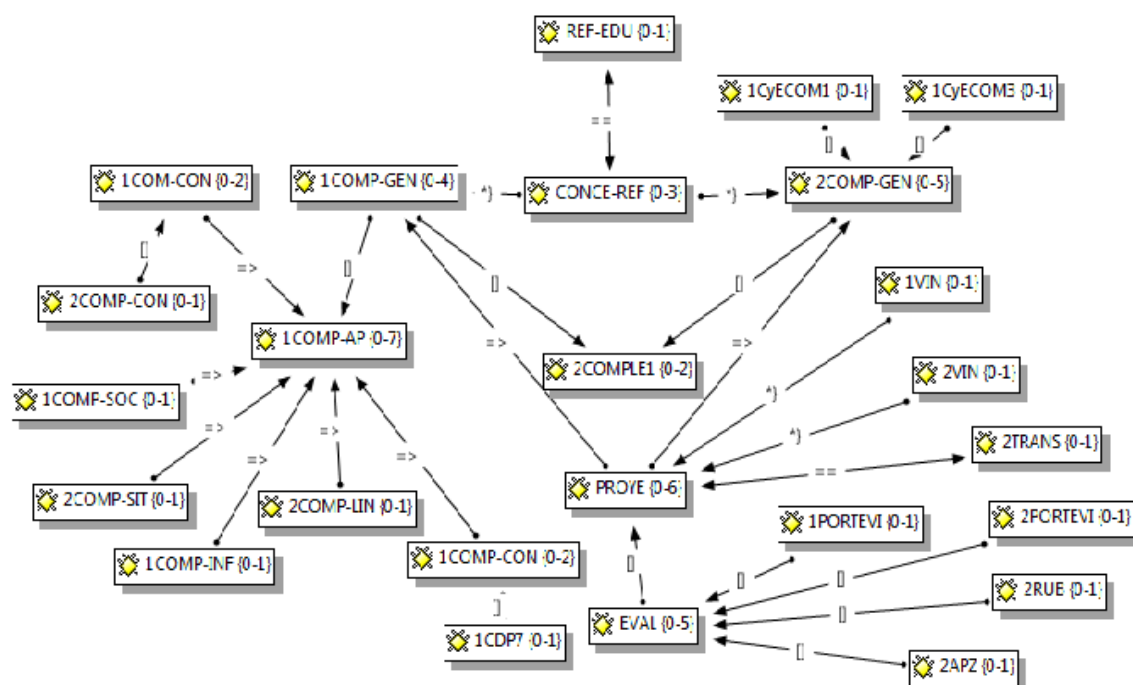 REF-EDU {0-1}
1CyECOM1 {0-1}
1CyECOM3 {0-1}
==
[]
[]
1COM-CON {0-2}
1COMP-GEN {0-4}
*}
CONCE-REF {0-3}
*}
2COMP-GEN {0-5}
[]
=>
[]
[]
[]
2COMP-CON {0-1}
1VIN {0-1}
1COMP-AP {0-7}
=>
=>
2COMPLE1 {0-2}
2VIN {0-1}
=>
1COMP-SOC {0-1}
*}
=>
=>
=>
=>
*}
2TRANS {0-1}
==
PROYE {0-6}
2COMP-SIT {0-1}
2COMP-LIN {0-1}
1PORTEVI {0-1}
2PORTEVI {0-1}
1COMP-INF {0-1}
1COMP-CON {0-2}
[]
[]
[]
2RUB {0-1}
[]
1CDP7 {0-1}
EVAL {0-5}
[]
2APZ {0-1}